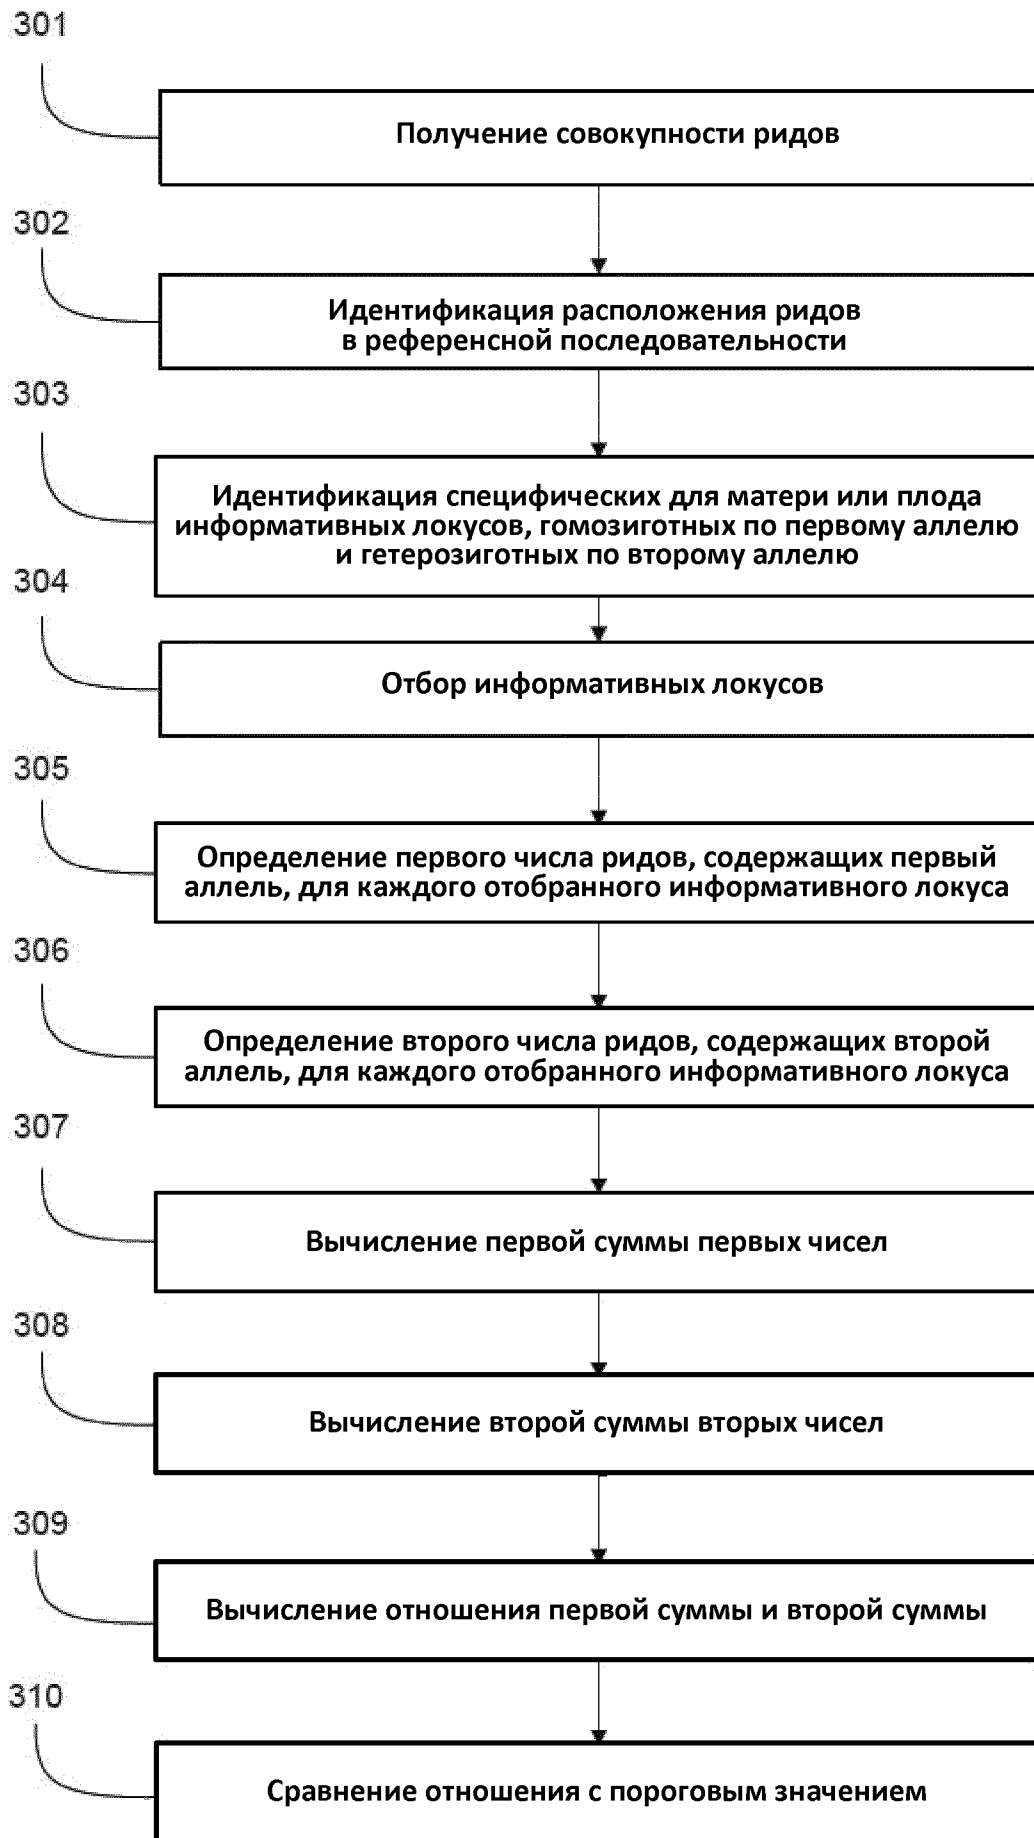 301
Получение совокупности ридов
302
Идентификация расположения ридов
в референсной последовательности
303
Идентификация специфических для матери или плода
информативных локусов, гомозиготных по первому аллелю
и гетерозиготных по второму аллелю
304
Отбор информативных локусов
305
Определение первого числа ридов, содержащих первый
аллель, для каждого отобранного информативного локуса
306
Определение второго числа ридов, содержащих второй
аллель, для каждого отобранного информативного локуса
307
Вычисление первой суммы первых чисел
308
Вычисление второй суммы вторых чисел
309
Вычисление отношения первой суммы и второй суммы
310
Сравнение отношения с пороговым значением